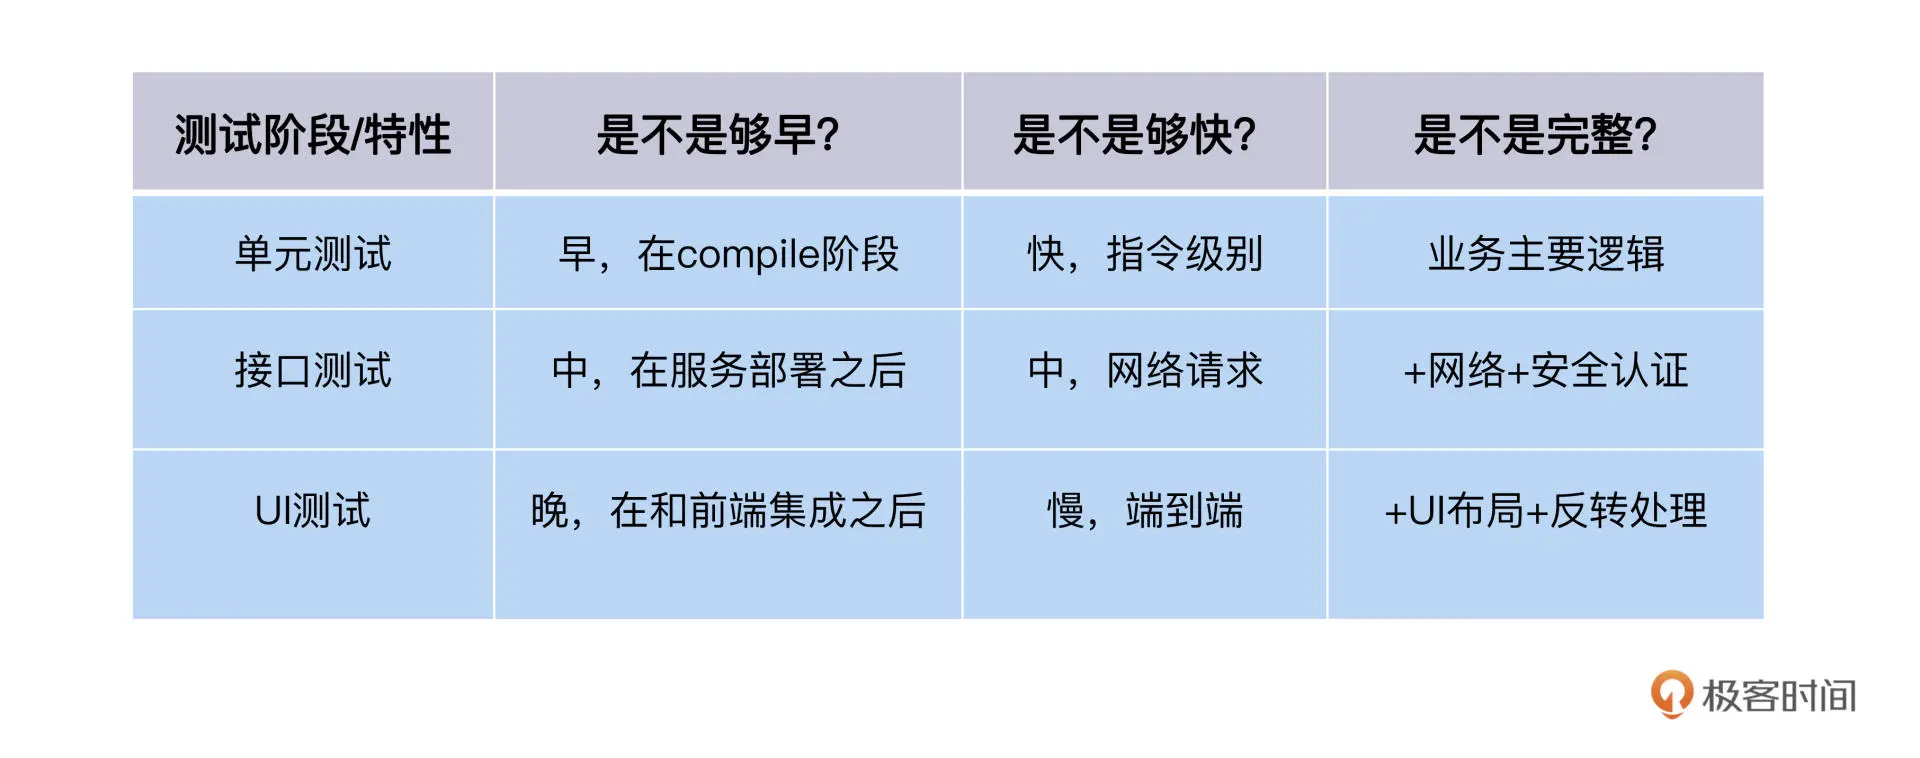 测试阶段/特性 是不是够早? 是不是够快? 是不是完整?
单元测试 早，在compile阶段 快，指令级别 业务主要逻辑
接口测试 中，在服务部署之后 中，网络请求 +网络+安全认证
UI测试 晚，在和前端集成之后 慢，端到端 +UI布局+反转处理
极客时间